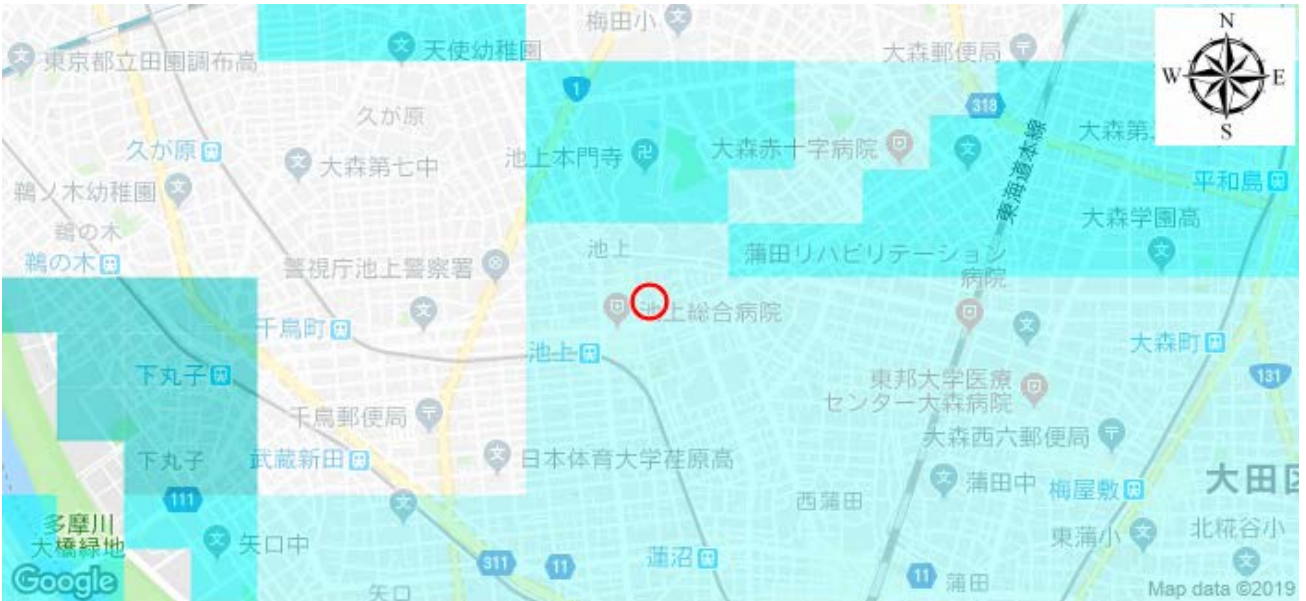 梅田小
N
W
E
S
東京都立田園調布高
天使幼稚園
大森郵便局
1
318
久が原
久が原
大森第七中
池上本門寺
大森赤十字病院
東海道本線
大森第
平和島
鵜ノ木幼稚園
大森学園高
鵜の木
鵜の木
警視庁池上警察署
池上
蒲田リハビリテーション
病院
池上総合病院
千鳥町
池上
大森町
下丸子
東邦大学医療
センター大森病院
131
千鳥郵便局
大森西六郵便局
下丸子
武蔵新田
日本体育大学荏原高
大田区
111
西蒲田
蒲田中
梅屋敷
多摩川
大橋緑地
矢口中
東蒲小
北糀谷小
311
11
蓮沼
11
蒲田
矢口
Google
Map data ©2019